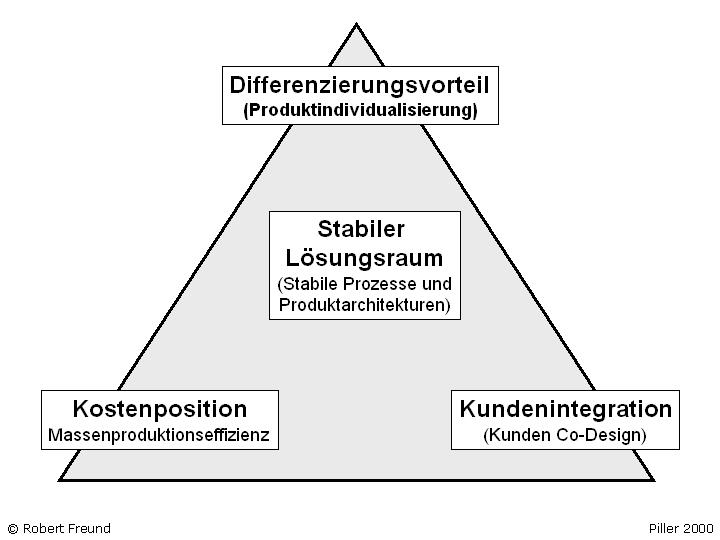 Differenzierungsvorteil
(Produktindividualisierung)
Stabiler
Lösungsraum
(Stabile Prozesse und
Produktarchitekturen)
Kostenposition
Massenproduktionseffizienz
Kundenintegration
(Kunden Co-Design)
© Robert Freund
Piller 2000